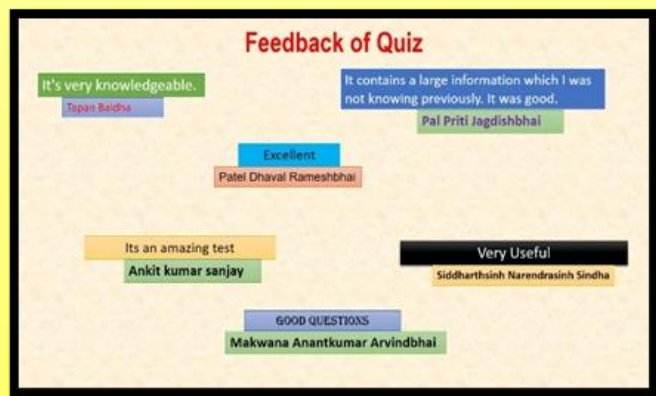 Feedback of Quiz
It's very knowledgeable.
Tapan Baidha
It contains a large information which I was
not knowing previously. It was good.
Pal Priti Jagdishbhai
Excellent
Patel Dhaval Rameshbhai
Its an amazing test
Ankit kumar sanjay
Very Useful
Siddharthsinh Narendrasinh Sindha
GOOD QUESTIONS
Makwana Anantkumar Arvindbhai